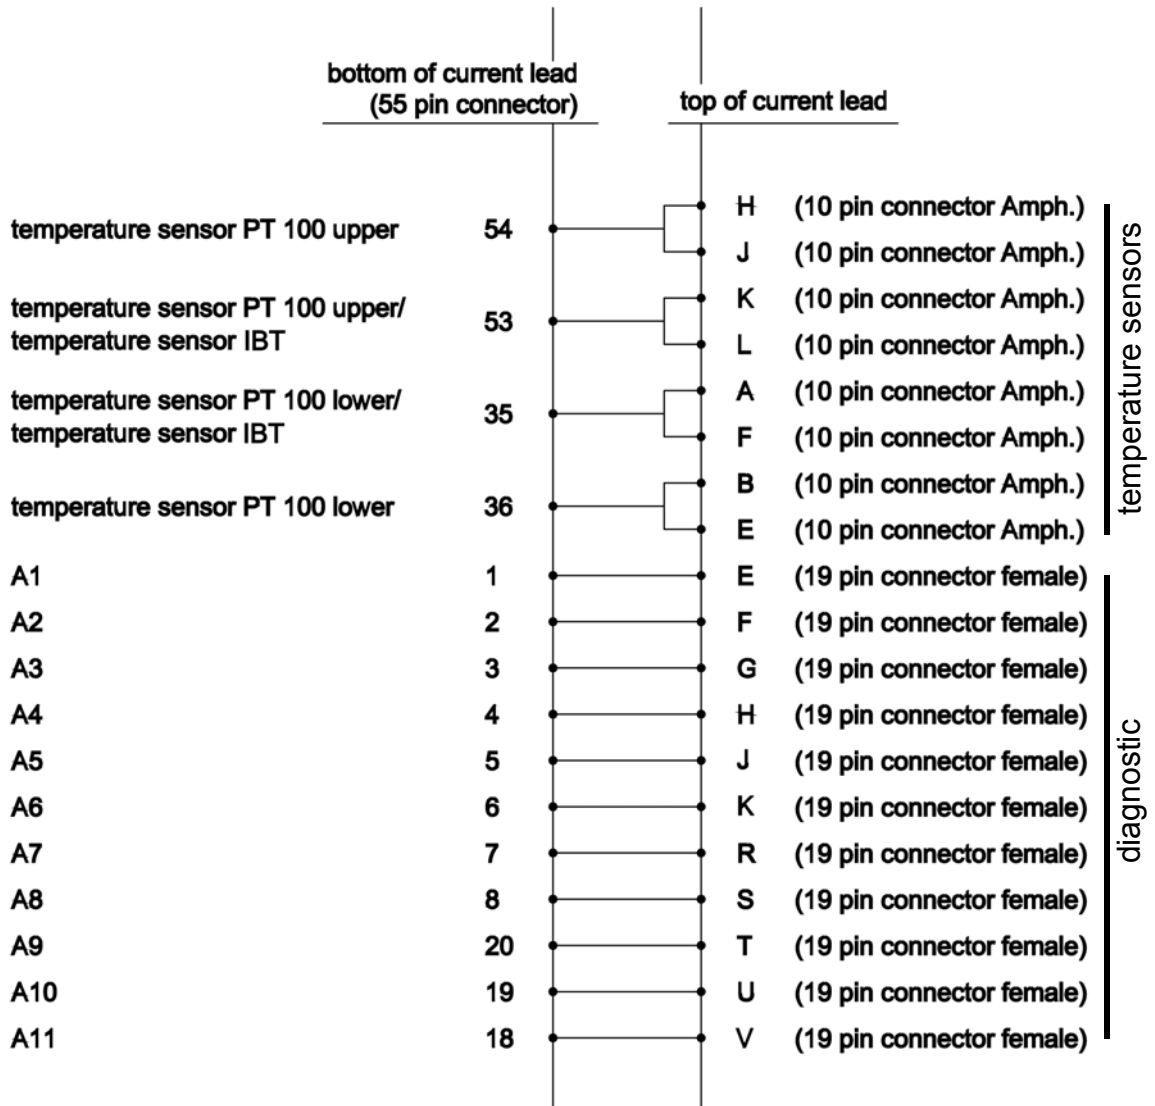 bottom of current lead
(55 pin connector)
top of current lead
H (10 pin connector Amph.)
temperature sensor PT 100 upper 54
J (10 pin connector Amph.)
K (10 pin connector Amph.)
temperature sensor PT 100 upper/
temperature sensor IBT
53
L (10 pin connector Amph.)
A (10 pin connector Amph.)
temperature sensor PT 100 lower/
temperature sensor IBT
35
F (10 pin connector Amph.)
B (10 pin connector Amph.)
temperature sensor PT 100 lower 36
E (10 pin connector Amph.)
temperature sensors
A1 1 E (19 pin connector female)
A2 2 F (19 pin connector female)
A3 3 G (19 pin connector female)
A4 4 H (19 pin connector female)
A5 5 J (19 pin connector female)
A6 6 K (19 pin connector female)
A7 7 R (19 pin connector female)
A8 8 S (19 pin connector female)
A9 20 T (19 pin connector female)
A10 19 U (19 pin connector female)
A11 18 V (19 pin connector female)
diagnostic